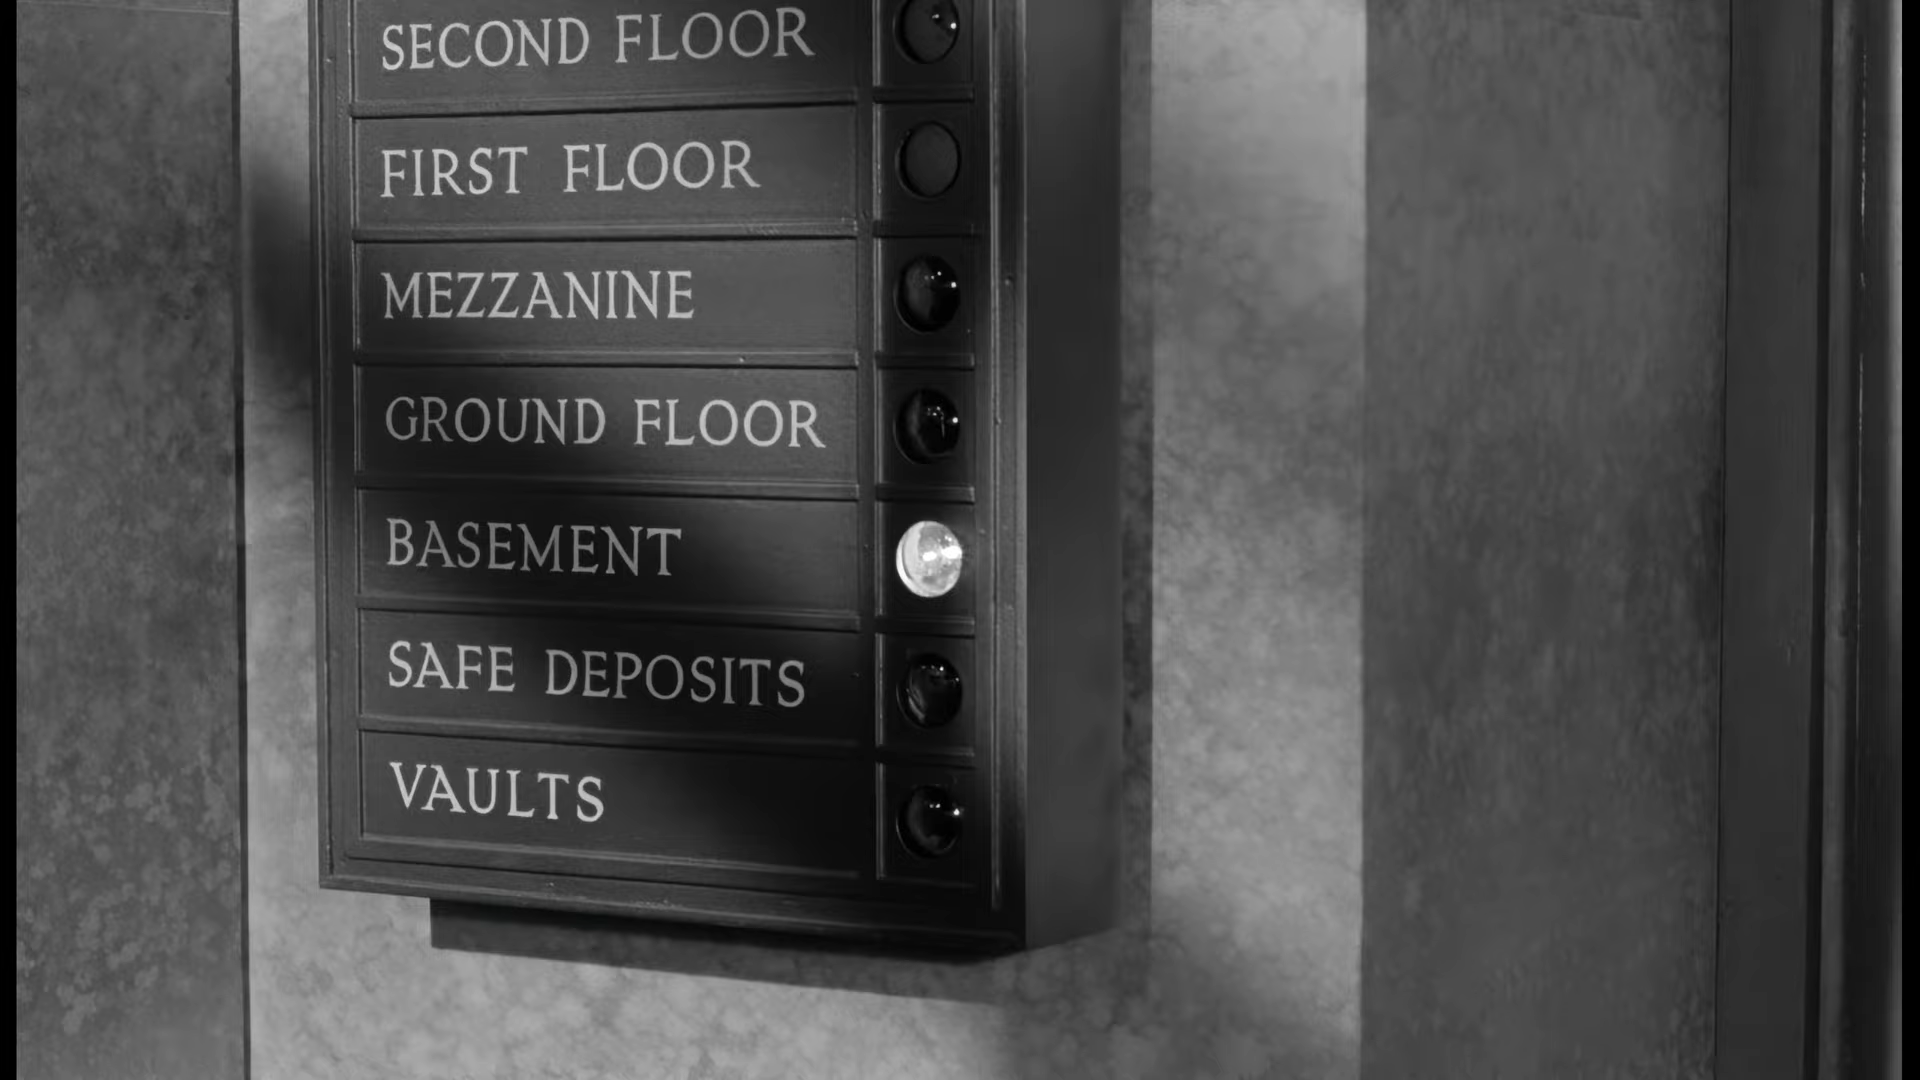 SECOND FLOOR
FIRST FLOOR
MEZZANINE
GROUND FLOOR
BASEMENT
SAFE DEPOSITS
VAULTS